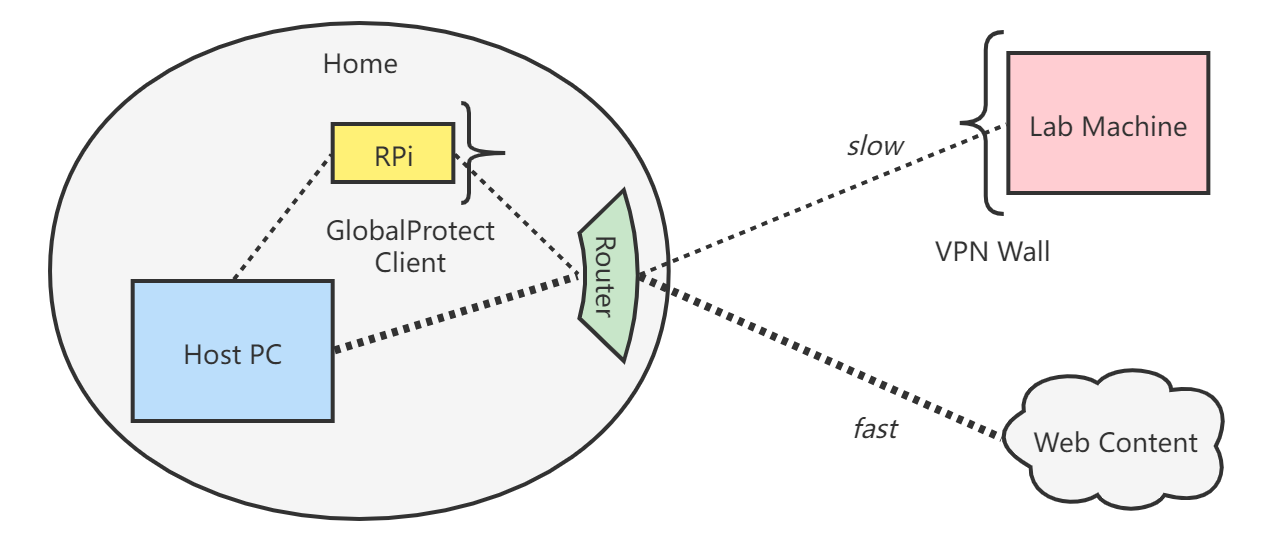 Home
RPi
GlobalProtect
Client
Host PC
Router
slow
Lab Machine
VPN Wall
fast
Web Content